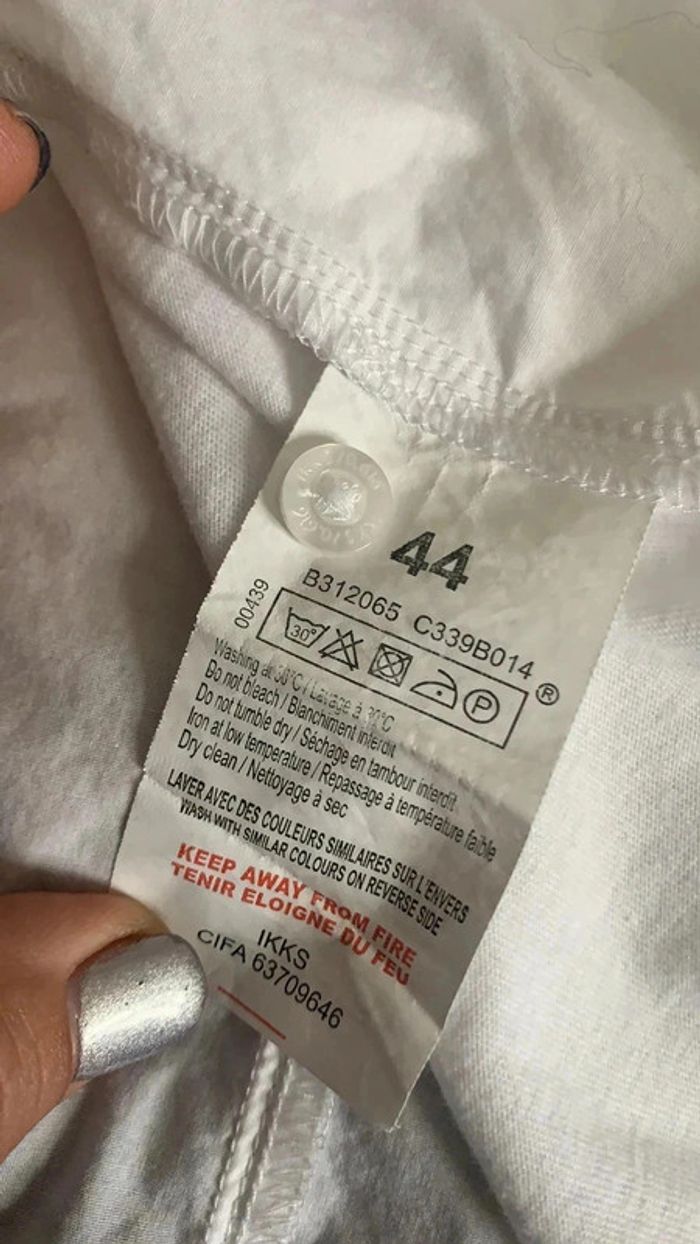 44
B312065 C339B014
00439
30°
P
®
Washing at 30°C / Lavage à 30°C
Do not bleach / Blanchiment interdit
Do not tumble dry / Séchage en tambour interdit
Iron at low temperature / Repassage à température faible
Dry clean / Nettoyage à sec
LAVER AVEC DES COULEURS SIMILAIRES SUR L'ENVERS
WASH WITH SIMILAR COLOURS ON REVERSE SIDE
KEEP AWAY FROM FIRE
TENIR ELOIGNE DU FEU
IKKS
CIFA 63709646